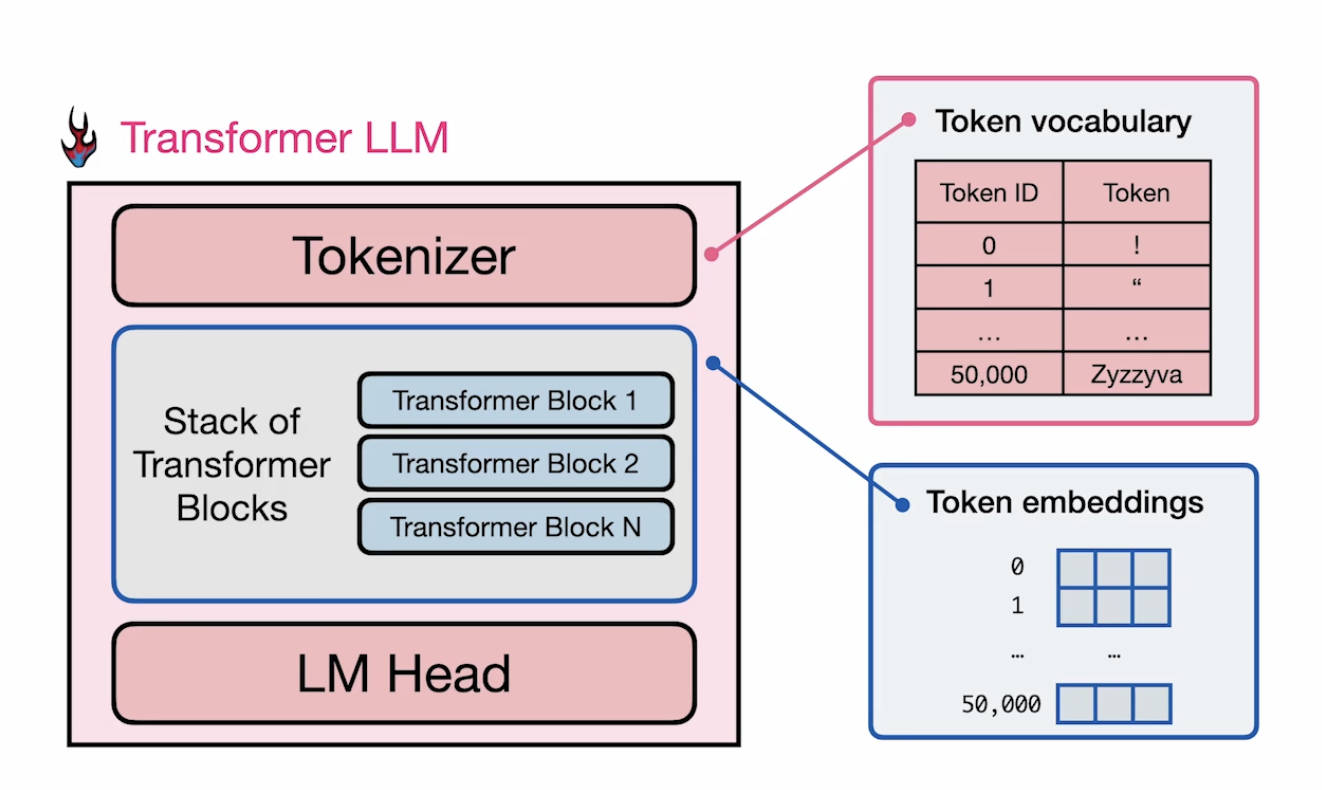 Transformer LLM
Tokenizer
Stack of
Transformer
Blocks
Transformer Block 1
Transformer Block 2
Transformer Block N
LM Head
Token vocabulary
Token ID Token
0 !
1 “
... ...
50,000 Zyzzyva
Token embeddings
0
1
... ...
50,000